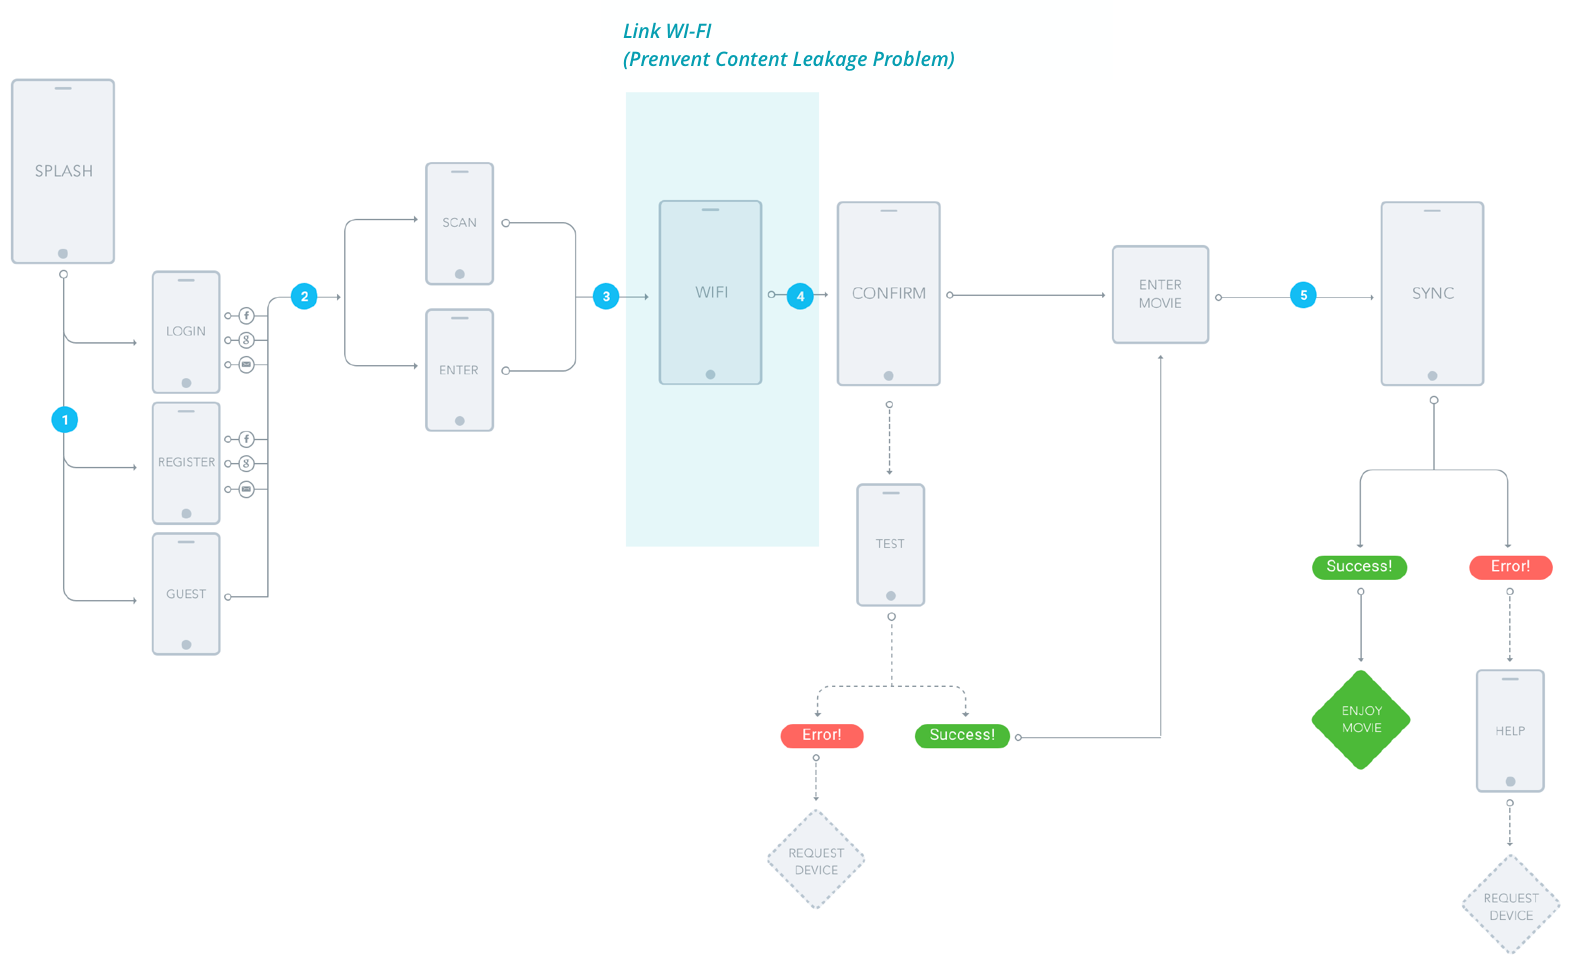 Link WI-FI
(Prenvent Content Leakage Problem)
SPLASH
LOGIN
f
g
REGISTER
f
g
GUEST
1
2
SCAN
ENTER
3
WIFI
4
CONFIRM
TEST
Error!
Success!
REQUEST
DEVICE
ENTER
MOVIE
5
SYNC
Success!
Error!
ENJOY
MOVIE
HELP
REQUEST
DEVICE